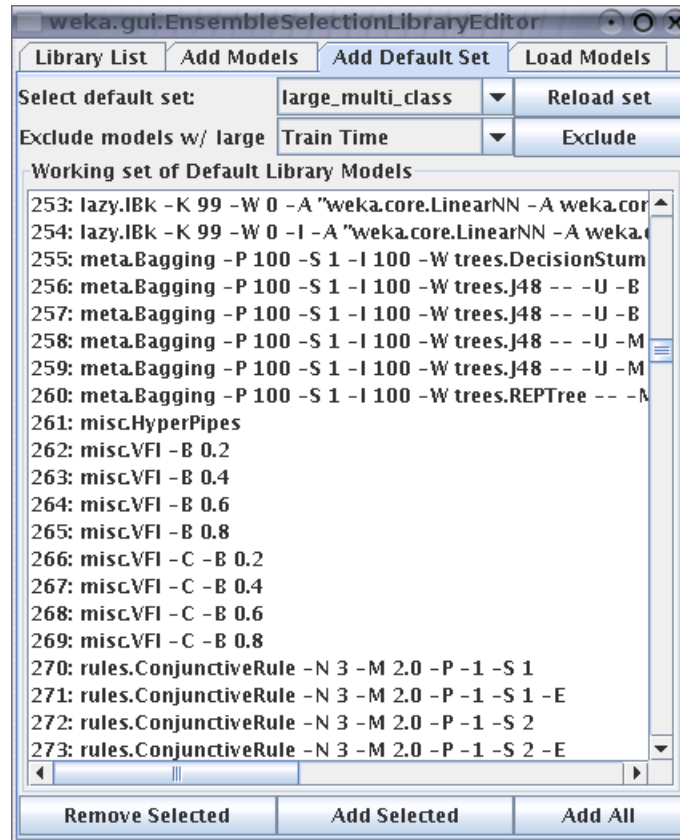 weka.gui.EnsembleSelectionLibraryEditor
Library List Add Models Add Default Set Load Models
Select default set: large_multi_class Reload set
Exclude models w/ large Train Time Exclude
Working set of Default Library Models
253: lazy.IBk -K 99 -W 0 -A "weka.core.LinearNN -A weka.cor
254: lazy.IBk -K 99 -W 0 -I -A "weka.core.LinearNN -A weka.
255: meta.Bagging -P 100 -S 1 -I 100 -W trees.DecisionStum
256: meta.Bagging -P 100 -S 1 -I 100 -W trees.J48 -- -U -B
257: meta.Bagging -P 100 -S 1 -I 100 -W trees.J48 -- -U -B
258: meta.Bagging -P 100 -S 1 -I 100 -W trees.J48 -- -U -M
259: meta.Bagging -P 100 -S 1 -I 100 -W trees.J48 -- -U -M
260: meta.Bagging -P 100 -S 1 -I 100 -W trees.REPTree -- -M
261: misc.HyperPipes
262: misc.VFI -B 0.2
263: misc.VFI -B 0.4
264: misc.VFI -B 0.6
265: misc.VFI -B 0.8
266: misc.VFI -C -B 0.2
267: misc.VFI -C -B 0.4
268: misc.VFI -C -B 0.6
269: misc.VFI -C -B 0.8
270: rules.ConjunctiveRule -N 3 -M 2.0 -P -1 -S 1
271: rules.ConjunctiveRule -N 3 -M 2.0 -P -1 -S 1 -E
272: rules.ConjunctiveRule -N 3 -M 2.0 -P -1 -S 2
273: rules.ConjunctiveRule -N 3 -M 2.0 -P -1 -S 2 -E
Remove Selected Add Selected Add All